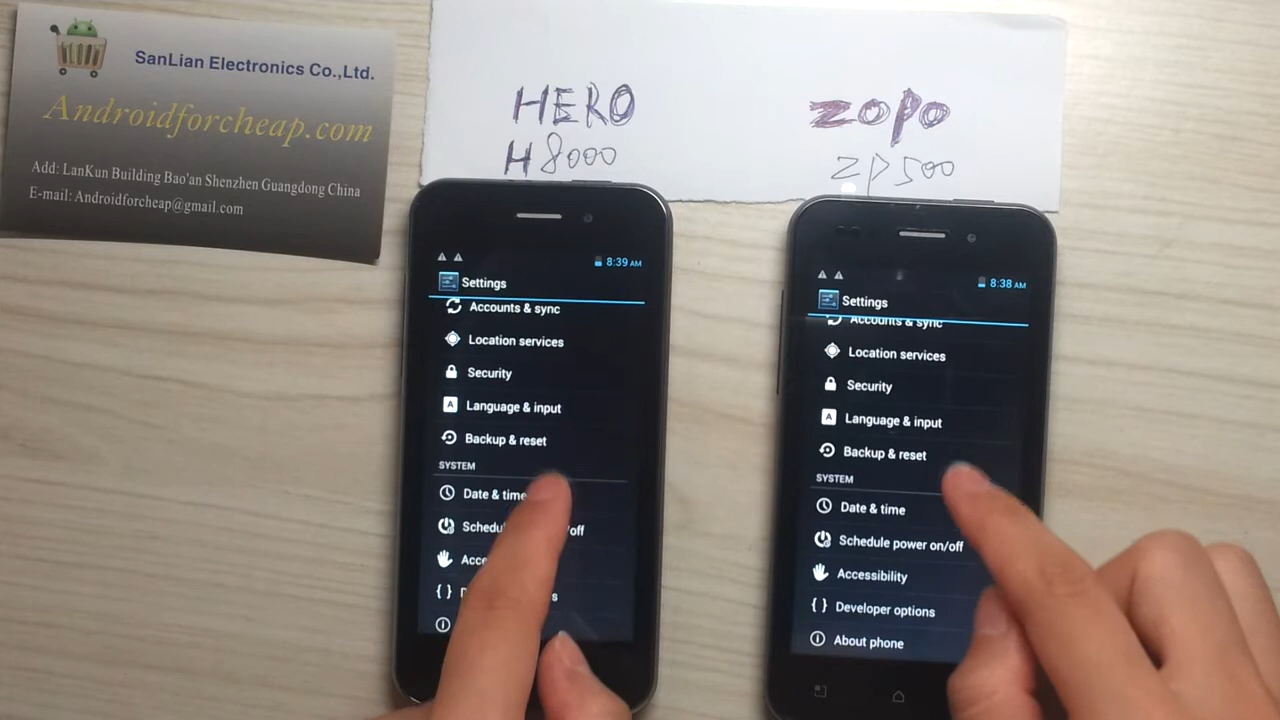 SanLian Electronics Co.,Ltd.
Androidforcheap.com
Add: LanKun Building Bao'an Shenzhen Guangdong China
E-mail: Androidforcheap@gmail.com
HERO
H8000
ZOPO
ZP500
8:39 AM
Settings
Accounts & sync
Location services
Security
Language & input
Backup & reset
SYSTEM
Date & time
/off
8:38 AM
Settings
Accounts & sync
Location services
Security
Language & input
Backup & reset
SYSTEM
Date & time
Schedule power on/off
Accessibility
Developer options
About phone